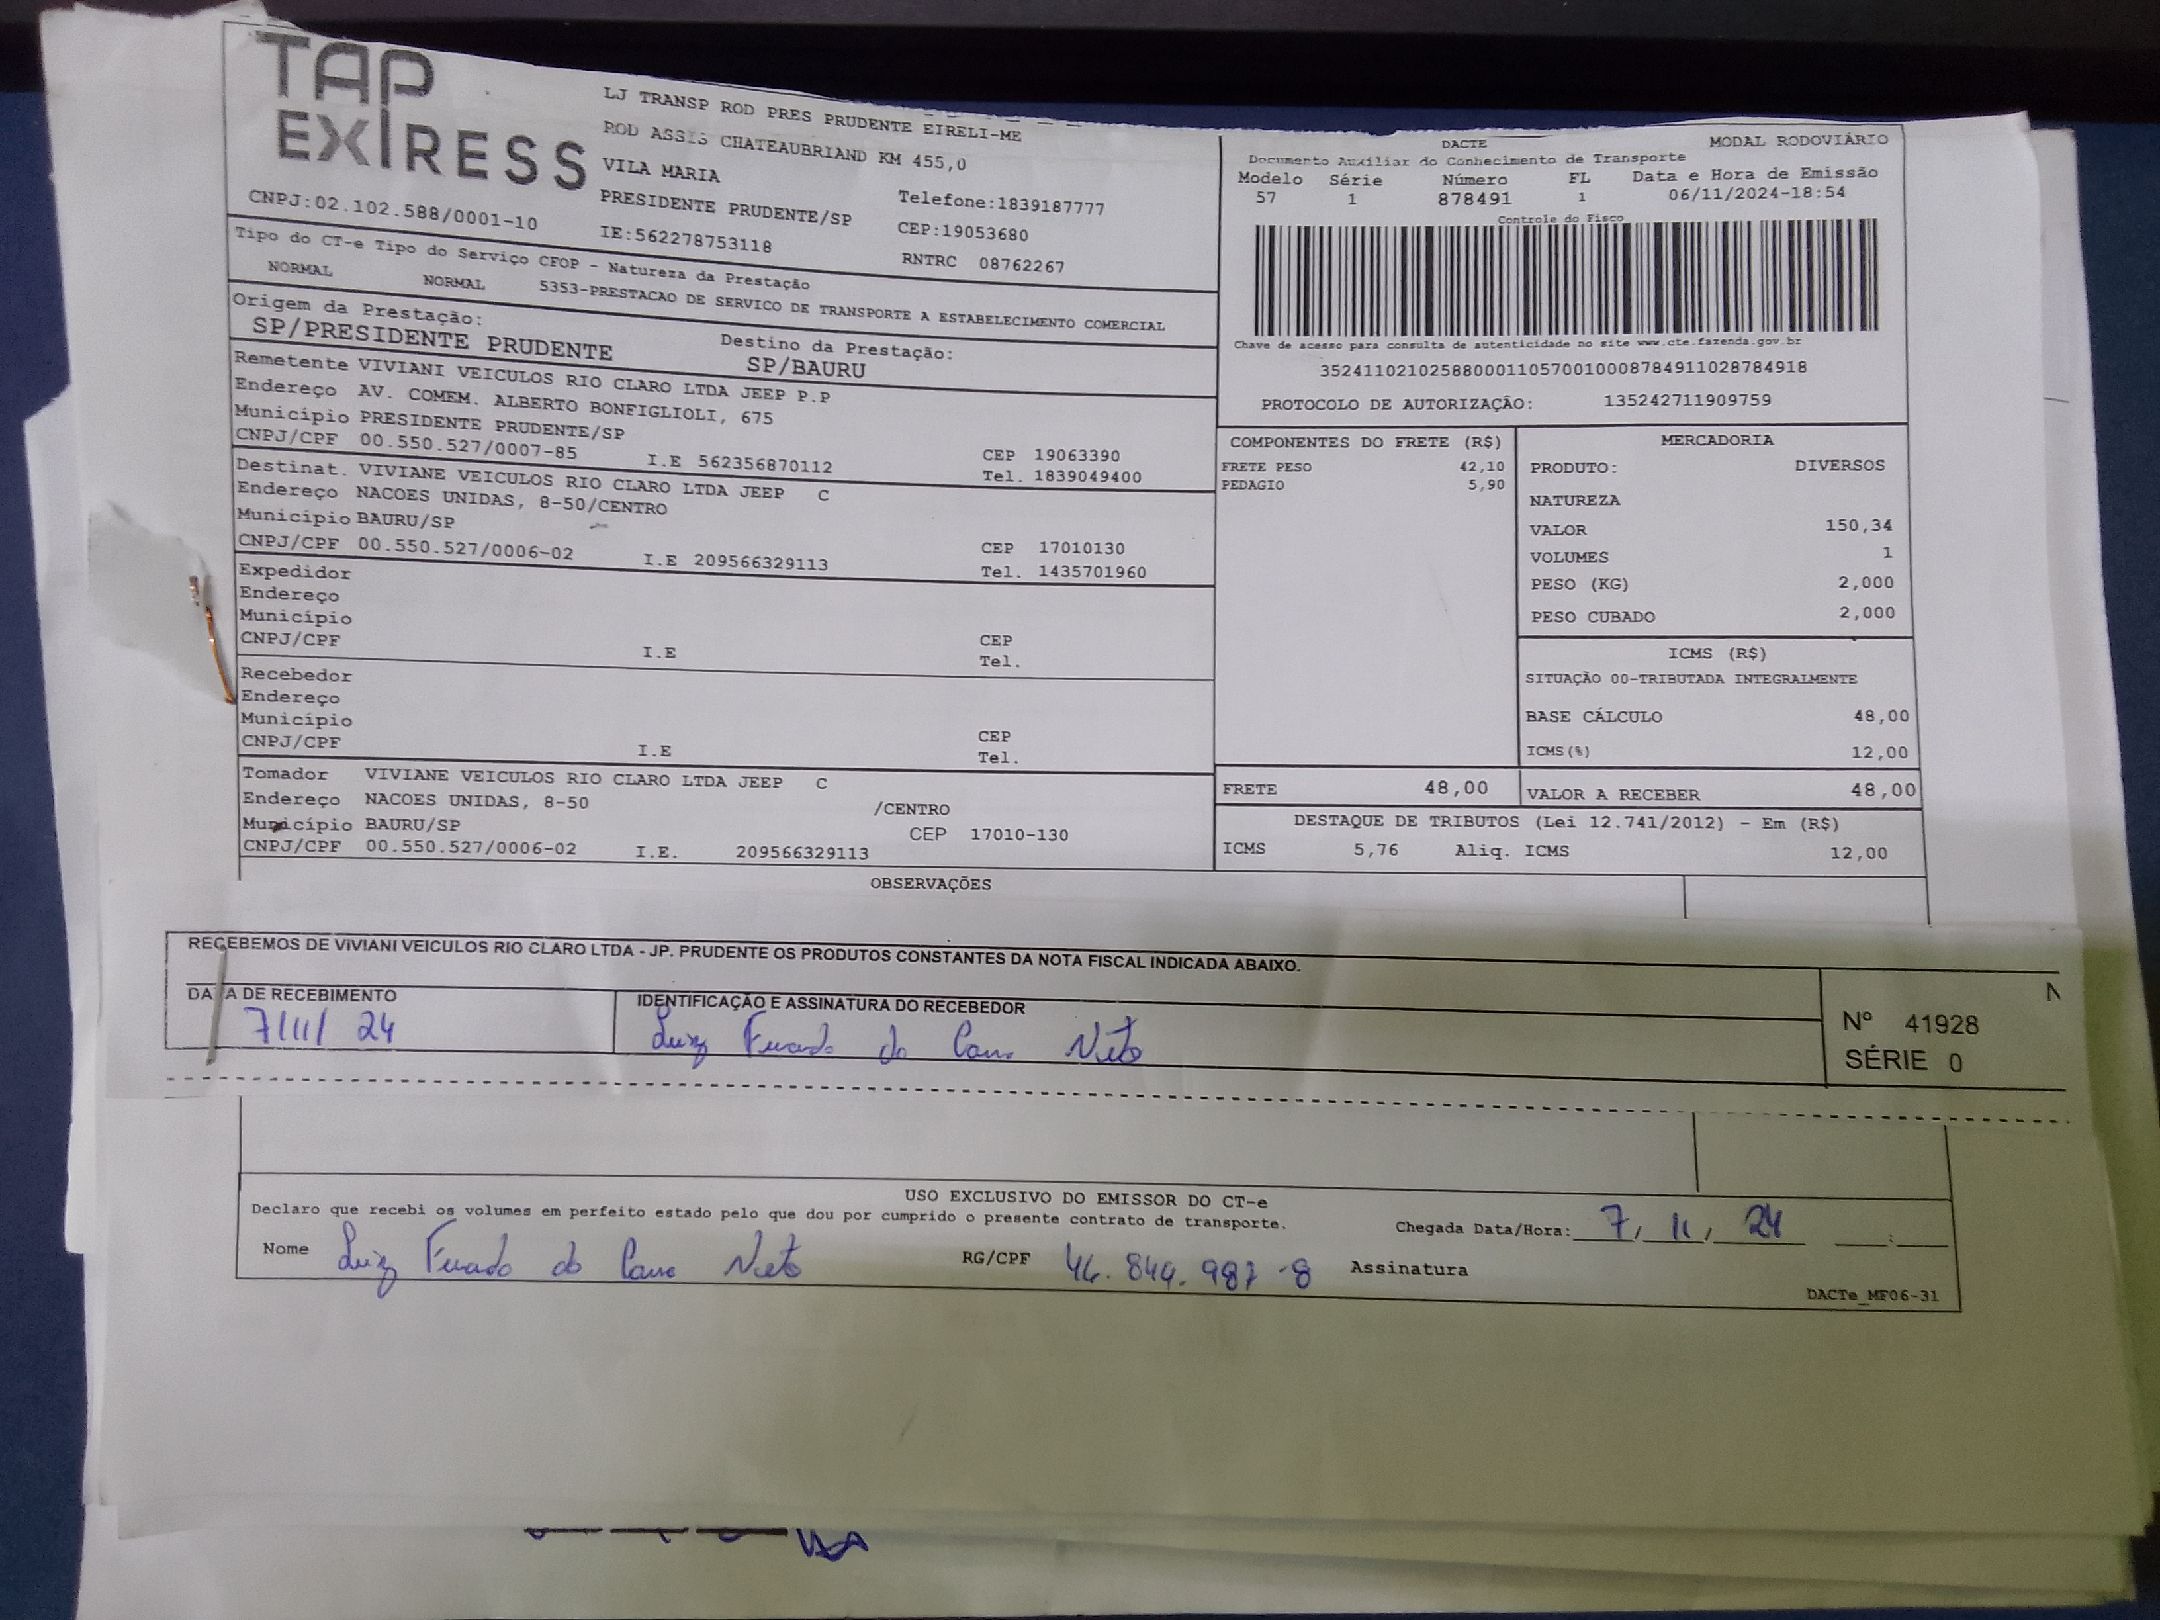 TAP
EXPRESS
LJ TRANSP ROD PRES PRUDENTE EIRELI-ME
ROD ASSIS CHATEAUBRIAND KM 455,0
VILA MARIA
PRESIDENTE PRUDENTE/SP
Telefone:1839187777
CNPJ:02.102.588/0001-10
IE:562278753118
CEP:19053680
RNTRC 08762267
Tipo do CT-e Tipo do Serviço CFOP - Natureza da Prestação
NORMAL NORMAL 5353-PRESTACAO DE SERVICO DE TRANSPORTE A ESTABELECIMENTO COMERCIAL
Origem da Prestação: Destino da Prestação:
SP/PRESIDENTE PRUDENTE SP/BAURU
Remetente VIVIANI VEICULOS RIO CLARO LTDA JEEP P.P
Endereço AV. COMEM. ALBERTO BONFIGLIOLI, 675
Município PRESIDENTE PRUDENTE/SP CEP 19063390
CNPJ/CPF 00.550.527/0007-85 I.E 562356870112 Tel. 1839049400
Destinat. VIVIANE VEICULOS RIO CLARO LTDA JEEP C
Endereço NACOES UNIDAS, 8-50/CENTRO
Município BAURU/SP CEP 17010130
CNPJ/CPF 00.550.527/0006-02 I.E 209566329113 Tel. 1435701960
Expedidor
Endereço
Município CEP
CNPJ/CPF I.E Tel.
Recebedor
Endereço
Município CEP
CNPJ/CPF I.E Tel.
Tomador VIVIANE VEICULOS RIO CLARO LTDA JEEP C
Endereço NACOES UNIDAS, 8-50 /CENTRO
Município BAURU/SP CEP 17010-130
CNPJ/CPF 00.550.527/0006-02 I.E. 209566329113
DACTE MODAL RODOVIÁRIO
Documento Auxiliar do Conhecimento de Transporte
Modelo Série Número FL Data e Hora de Emissão
57 1 878491 1 06/11/2024-18:54
Controle do Fisco
Chave de acesso para consulta de autenticidade no site www.cte.fazenda.gov.br
35241102102588000110570010008784911028784918
PROTOCOLO DE AUTORIZAÇÃO: 135242711909759
COMPONENTES DO FRETE (R$)
FRETE PESO 42,10
PEDAGIO 5,90
MERCADORIA
PRODUTO: DIVERSOS
NATUREZA
VALOR 150,34
VOLUMES 1
PESO (KG) 2,000
PESO CUBADO 2,000
ICMS (R$)
SITUAÇÃO 00-TRIBUTADA INTEGRALMENTE
BASE CÁLCULO 48,00
ICMS(%) 12,00
FRETE 48,00 VALOR A RECEBER 48,00
DESTAQUE DE TRIBUTOS (Lei 12.741/2012) - Em (R$)
ICMS 5,76 Aliq. ICMS 12,00
OBSERVAÇÕES
RECEBEMOS DE VIVIANI VEICULOS RIO CLARO LTDA - JP. PRUDENTE OS PRODUTOS CONSTANTES DA NOTA FISCAL INDICADA ABAIXO.
DATA DE RECEBIMENTO IDENTIFICAÇÃO E ASSINATURA DO RECEBEDOR
7/11/24 Luiz do Neto
Nº 41928
SÉRIE 0
USO EXCLUSIVO DO EMISSOR DO CT-e
Declaro que recebi os volumes em perfeito estado pelo que dou por cumprido o presente contrato de transporte. Chegada Data/Hora: 7/11/24
Nome Luiz do Neto RG/CPF 46.849.987-8 Assinatura
DACTe_MF06-31